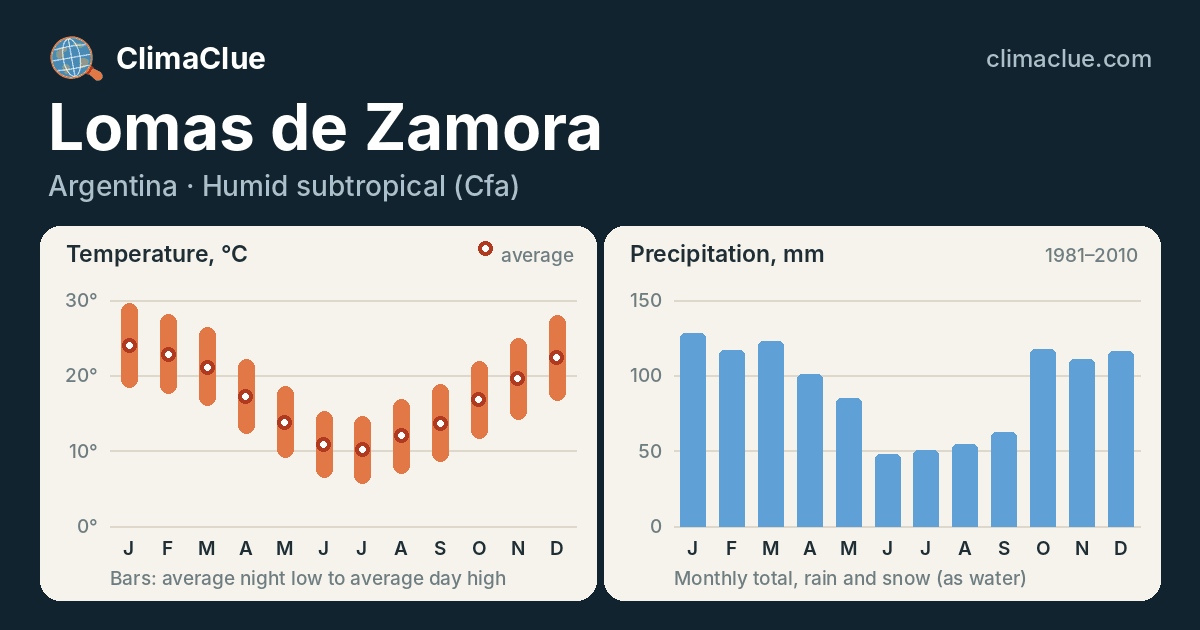 ClimaClue
climaclue.com
Lomas de Zamora
Argentina · Humid subtropical (Cfa)
Temperature, °C
average
30°
20°
10°
0°
J F M A M J J A S O N D
Bars: average night low to average day high
Precipitation, mm
1981–2010
150
100
50
0
J F M A M J J A S O N D
Monthly total, rain and snow (as water)